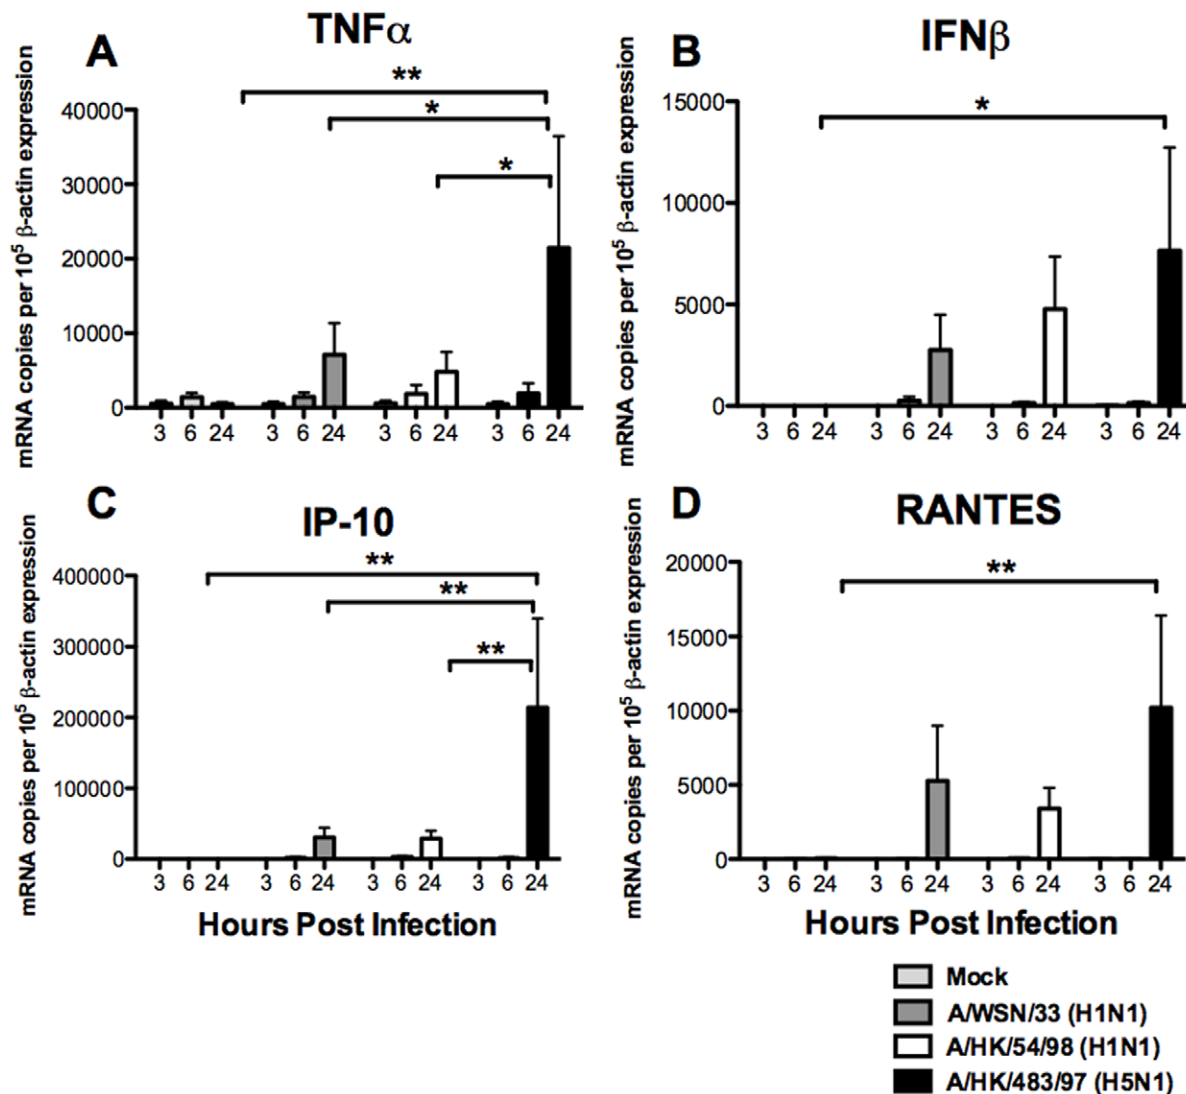 A
TNFα
mRNA copies per 10⁵ β-actin expression
40000
30000
20000
10000
0
**
*
*
3 6 24 3 6 24 3 6 24 3 6 24
B
IFNβ
mRNA copies per 10⁵ β-actin expression
15000
10000
5000
0
*
3 6 24 3 6 24 3 6 24 3 6 24
C
IP-10
mRNA copies per 10⁵ β-actin expression
400000
300000
200000
100000
0
**
**
**
3 6 24 3 6 24 3 6 24 3 6 24
Hours Post Infection
D
RANTES
mRNA copies per 10⁵ β-actin expression
20000
15000
10000
5000
0
**
3 6 24 3 6 24 3 6 24 3 6 24
Hours Post Infection
Mock
A/WSN/33 (H1N1)
A/HK/54/98 (H1N1)
A/HK/483/97 (H5N1)